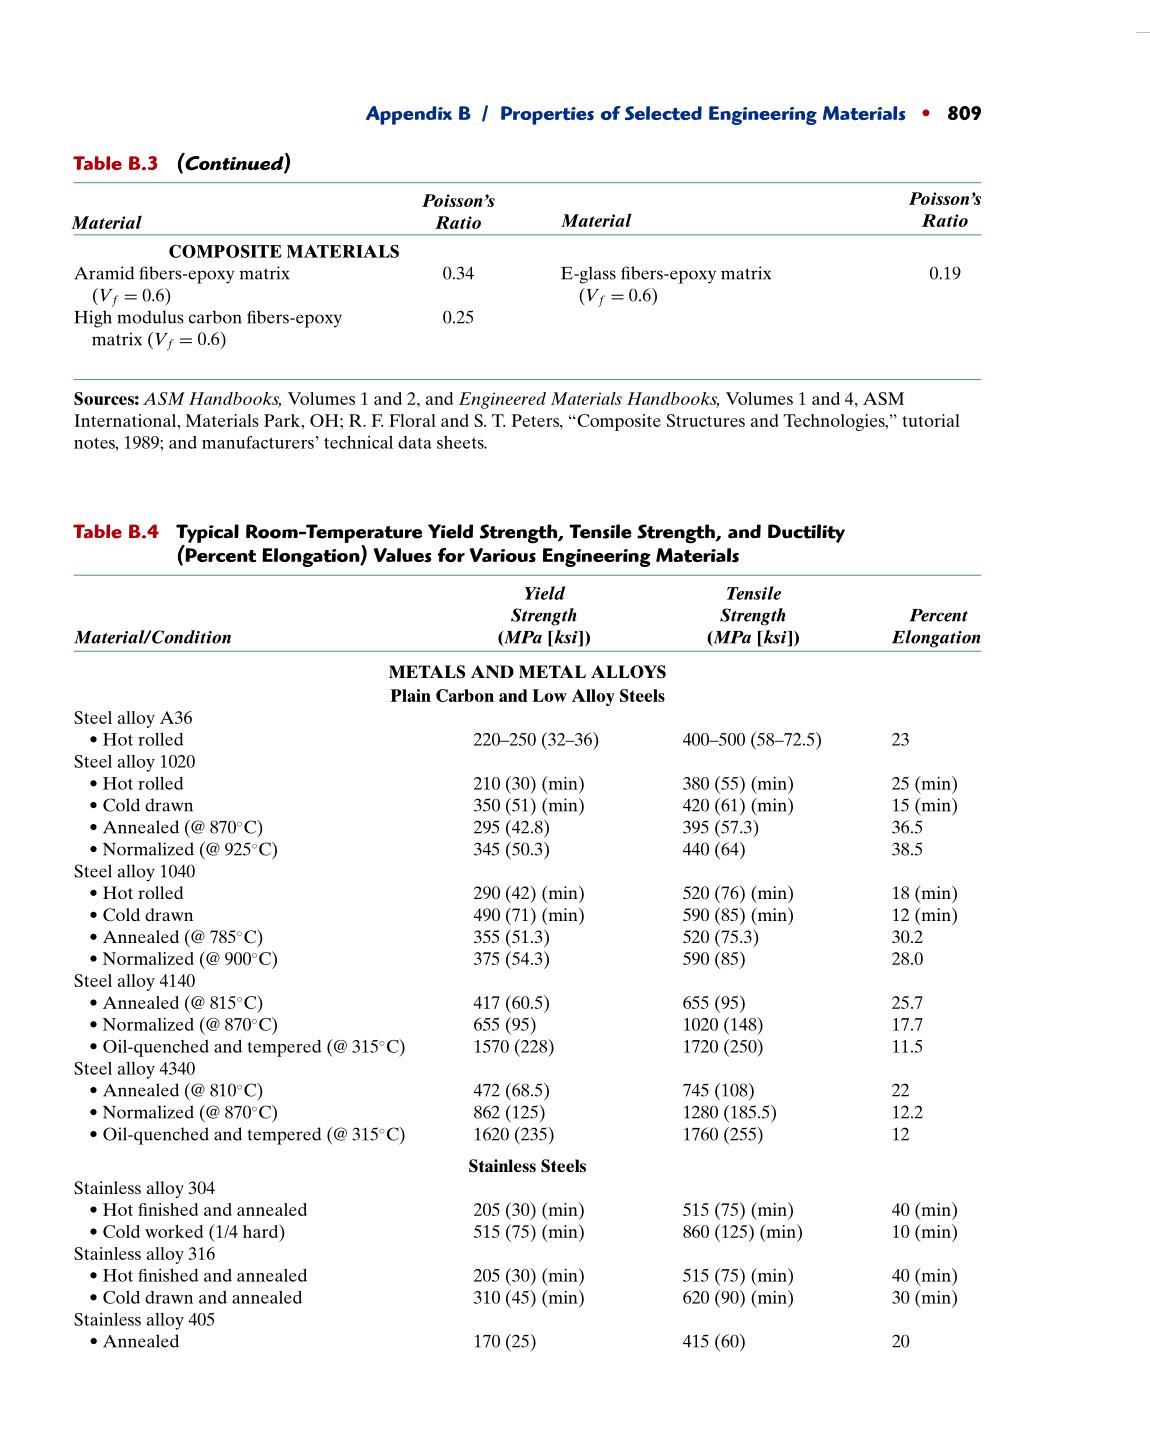 Appendix B / Properties of Selected Engineering Materials • 809
Table B.3 (Continued)
Material Poisson's Ratio Material Poisson's Ratio
COMPOSITE MATERIALS
Aramid fibers-epoxy matrix 0.34 E-glass fibers-epoxy matrix 0.19
(Vf = 0.6) (Vf = 0.6)
High modulus carbon fibers-epoxy 0.25
matrix (Vf = 0.6)
Sources: ASM Handbooks, Volumes 1 and 2, and Engineered Materials Handbooks, Volumes 1 and 4, ASM
International, Materials Park, OH; R. F. Floral and S. T. Peters, “Composite Structures and Technologies,” tutorial
notes, 1989; and manufacturers’ technical data sheets.
Table B.4 Typical Room-Temperature Yield Strength, Tensile Strength, and Ductility
(Percent Elongation) Values for Various Engineering Materials
Yield Tensile
Strength Strength Percent
Material/Condition (MPa [ksi]) (MPa [ksi]) Elongation
METALS AND METAL ALLOYS
Plain Carbon and Low Alloy Steels
Steel alloy A36
• Hot rolled 220–250 (32–36) 400–500 (58–72.5) 23
Steel alloy 1020
• Hot rolled 210 (30) (min) 380 (55) (min) 25 (min)
• Cold drawn 350 (51) (min) 420 (61) (min) 15 (min)
• Annealed (@ 870°C) 295 (42.8) 395 (57.3) 36.5
• Normalized (@ 925°C) 345 (50.3) 440 (64) 38.5
Steel alloy 1040
• Hot rolled 290 (42) (min) 520 (76) (min) 18 (min)
• Cold drawn 490 (71) (min) 590 (85) (min) 12 (min)
• Annealed (@ 785°C) 355 (51.3) 520 (75.3) 30.2
• Normalized (@ 900°C) 375 (54.3) 590 (85) 28.0
Steel alloy 4140
• Annealed (@ 815°C) 417 (60.5) 655 (95) 25.7
• Normalized (@ 870°C) 655 (95) 1020 (148) 17.7
• Oil-quenched and tempered (@ 315°C) 1570 (228) 1720 (250) 11.5
Steel alloy 4340
• Annealed (@ 810°C) 472 (68.5) 745 (108) 22
• Normalized (@ 870°C) 862 (125) 1280 (185.5) 12.2
• Oil-quenched and tempered (@ 315°C) 1620 (235) 1760 (255) 12
Stainless Steels
Stainless alloy 304
• Hot finished and annealed 205 (30) (min) 515 (75) (min) 40 (min)
• Cold worked (1/4 hard) 515 (75) (min) 860 (125) (min) 10 (min)
Stainless alloy 316
• Hot finished and annealed 205 (30) (min) 515 (75) (min) 40 (min)
• Cold drawn and annealed 310 (45) (min) 620 (90) (min) 30 (min)
Stainless alloy 405
• Annealed 170 (25) 415 (60) 20